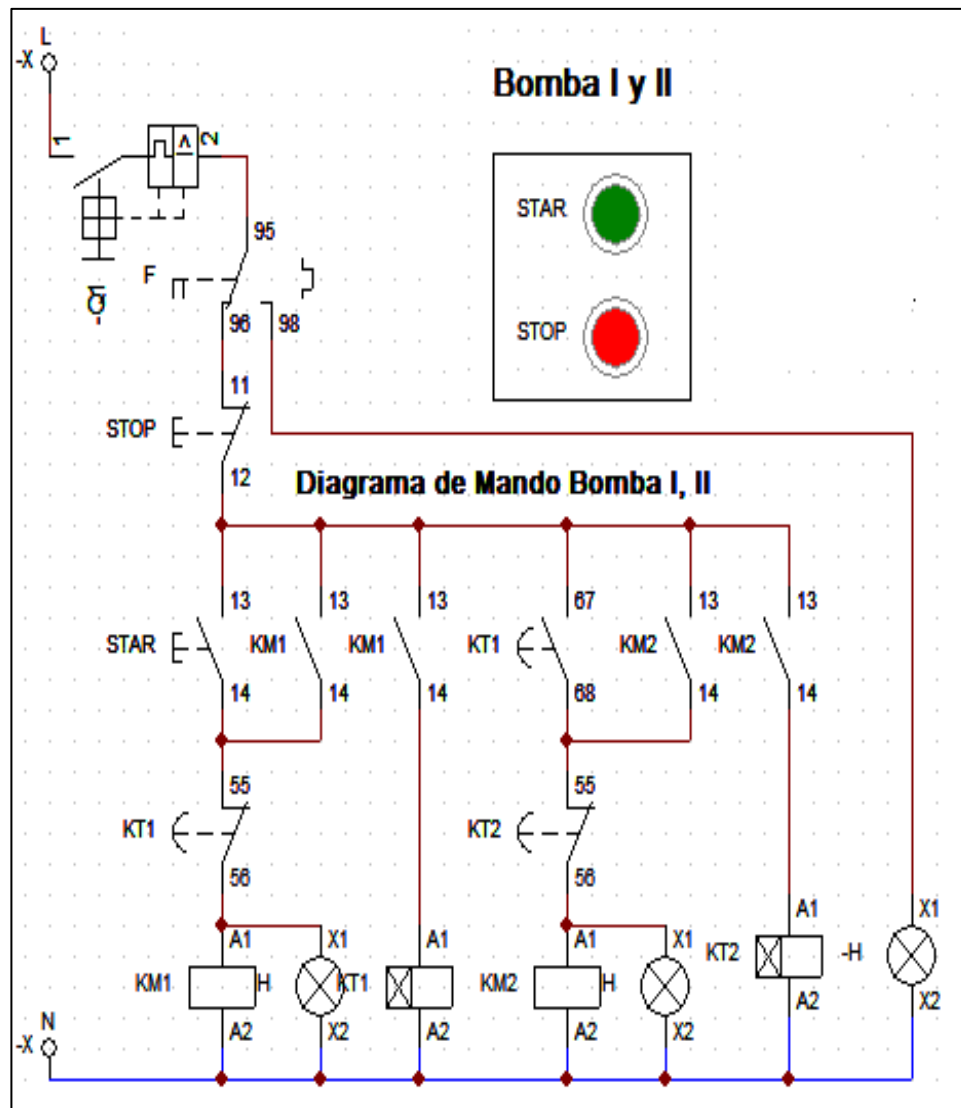 L
-X
Bomba I y II
1
2
STAR
95
F
-Q1
96
98
STOP
11
STOP
12
Diagrama de Mando Bomba I, II
13 13 13 67 13 13
STAR KM1 KM1 KT1 KM2 KM2
14 14 14 68 14 14
55 55
KT1 KT2
56 56
A1 X1 A1 A1 X1 A1 X1
KM1 H KT1 KM2 H KT2 -H
A2 X2 A2 A2 X2 A2 X2
N
-X